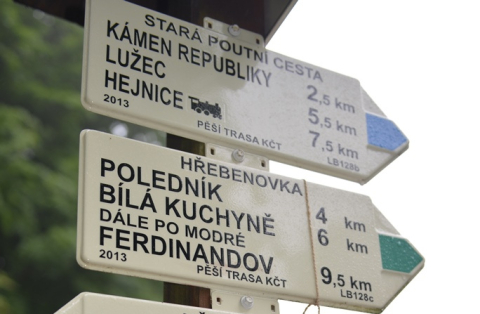 STARÁ POUTNÍ CESTA
KÁMEN REPUBLIKY 2,5 km
LUŽEC 5,5 km
HEJNICE 7,5 km
2013 PĚŠÍ TRASA KČT LB128b
HŘEBENOVKA
POLEDNÍK 4 km
BÍLÁ KUCHYNĚ 6 km
DÁLE PO MODRÉ
FERDINANDOV 9,5 km
2013 PĚŠÍ TRASA KČT LB128c